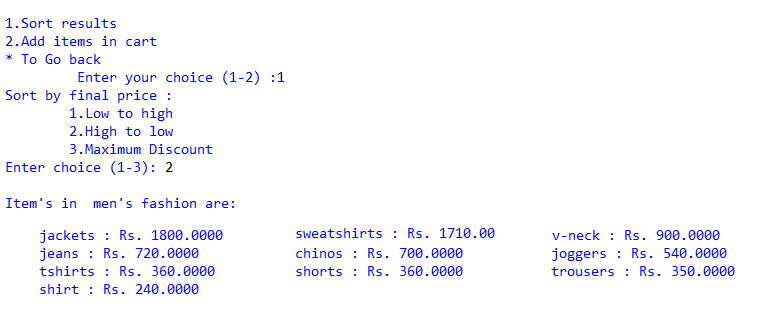 1.Sort results
2.Add items in cart
* To Go back
Enter your choice (1-2) :1
Sort by final price :
1.Low to high
2.High to low
3.Maximum Discount
Enter choice (1-3): 2
Item's in  men's fashion are:
jackets : Rs. 1800.0000 sweatshirts : Rs. 1710.00 v-neck : Rs. 900.0000
jeans : Rs. 720.0000 chinos : Rs. 700.0000 joggers : Rs. 540.0000
tshirts : Rs. 360.0000 shorts : Rs. 360.0000 trousers : Rs. 350.0000
shirt : Rs. 240.0000